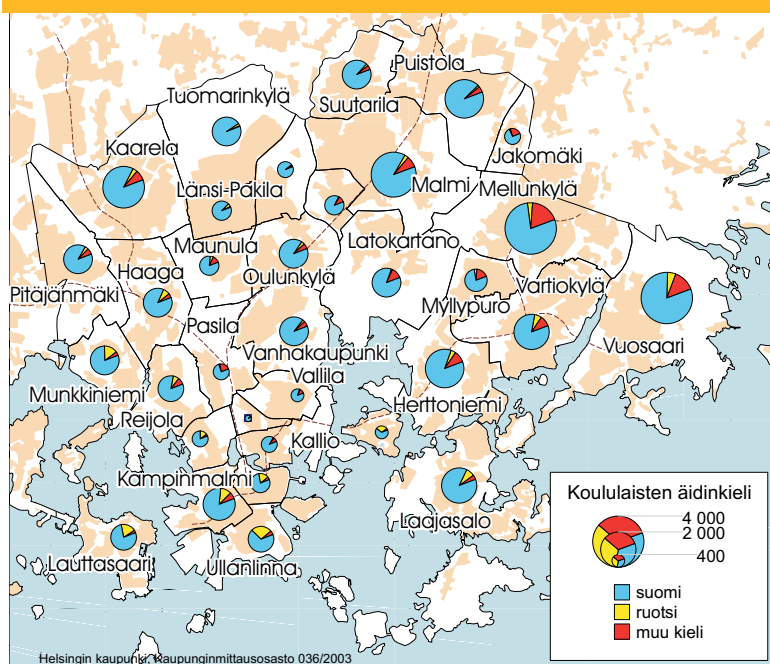 Puistola
Suutarila
Tuomarinkylä
Kaarela
Jakomäki
Länsi-Pakila
Malmi
Mellunkylä
Maunula
Latokartano
Haaga
Oulunkylä
Pitäjänmäki
Myllypuro
Vartiokylä
Pasila
Vuosaari
Vanhakaupunki
Munkkiniemi
Vallila
Herttoniemi
Reijola
Kallio
Kampinmalmi
Laajasalo
Lauttasaari
Ullanlinna
Koululaisten äidinkieli
4 000
2 000
400
suomi
ruotsi
muu kieli
Helsingin kaupunki, Kaupunginmittausosasto 036/2003